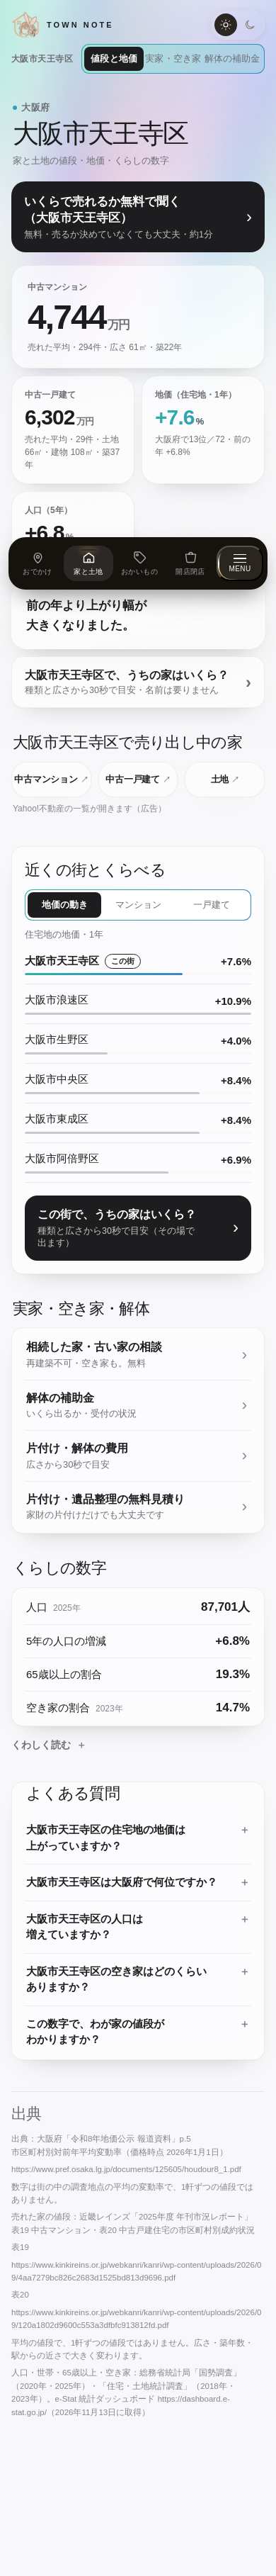 TOWN NOTE
大阪市天王寺区
値段と地価
実家・空き家
解体の補助金
大阪府
大阪市天王寺区
家と土地の値段・地価・くらしの数字
いくらで売れるか無料で聞く
（大阪市天王寺区）
無料・売るか決めていなくても大丈夫・約1分
›
中古マンション
4,744万円
売れた平均・294件・広さ 61㎡・築22年
中古一戸建て
6,302万円
売れた平均・29件・土地
66㎡・建物 108㎡・築37
年
地価（住宅地・1年）
+7.6%
大阪府で13位／72・前の
年 +6.8%
人口（5年）
+6.8%
おでかけ
家と土地
おかいもの
開店閉店
MENU
前の年より上がり幅が
大きくなりました。
大阪市天王寺区で、うちの家はいくら？
種類と広さから30秒で目安・名前は要りません
›
大阪市天王寺区で売り出し中の家
中古マンション ↗
中古一戸建て ↗
土地 ↗
Yahoo!不動産の一覧が開きます（広告）
近くの街とくらべる
地価の動き
マンション
一戸建て
住宅地の地価・1年
大阪市天王寺区 この街 +7.6%
大阪市浪速区 +10.9%
大阪市生野区 +4.0%
大阪市中央区 +8.4%
大阪市東成区 +8.4%
大阪市阿倍野区 +6.9%
この街で、うちの家はいくら？
種類と広さから30秒で目安（その場で
出ます）
›
実家・空き家・解体
相続した家・古い家の相談
再建築不可・空き家も。無料
›
解体の補助金
いくら出るか・受付の状況
›
片付け・解体の費用
広さから30秒で目安
›
片付け・遺品整理の無料見積り
家財の片付けだけでも大丈夫です
›
くらしの数字
人口 2025年 87,701人
5年の人口の増減 +6.8%
65歳以上の割合 19.3%
空き家の割合 2023年 14.7%
くわしく読む +
よくある質問
大阪市天王寺区の住宅地の地価は
上がっていますか？
+
大阪市天王寺区は大阪府で何位ですか？ +
大阪市天王寺区の人口は
増えていますか？
+
大阪市天王寺区の空き家はどのくらい
ありますか？
+
この数字で、わが家の値段が
わかりますか？
+
出典
出典：大阪府「令和8年地価公示 報道資料」p.5
市区町村別対前年平均変動率（価格時点 2026年1月1日）
https://www.pref.osaka.lg.jp/documents/125605/houdour8_1.pdf
数字は街の中の調査地点の平均の変動率で、1軒ずつの値段では
ありません。
売れた家の値段：近畿レインズ「2025年度 年刊市況レポート」
表19 中古マンション・表20 中古戸建住宅の市区町村別成約状況
表19
https://www.kinkireins.or.jp/webkanri/kanri/wp-content/uploads/2026/0
9/4aa7279bc826c2683d1525bd813d9696.pdf
表20
https://www.kinkireins.or.jp/webkanri/kanri/wp-content/uploads/2026/0
9/120a1802d9600c553a3dfbfc913812fd.pdf
平均の値段で、1軒ずつの値段ではありません。広さ・築年数・
駅からの近さで大きく変わります。
人口・世帯・65歳以上・空き家：総務省統計局「国勢調査」
（2020年・2025年）・「住宅・土地統計調査」（2018年・
2023年）。e-Stat 統計ダッシュボード https://dashboard.e-
stat.go.jp/（2026年11月13日に取得）